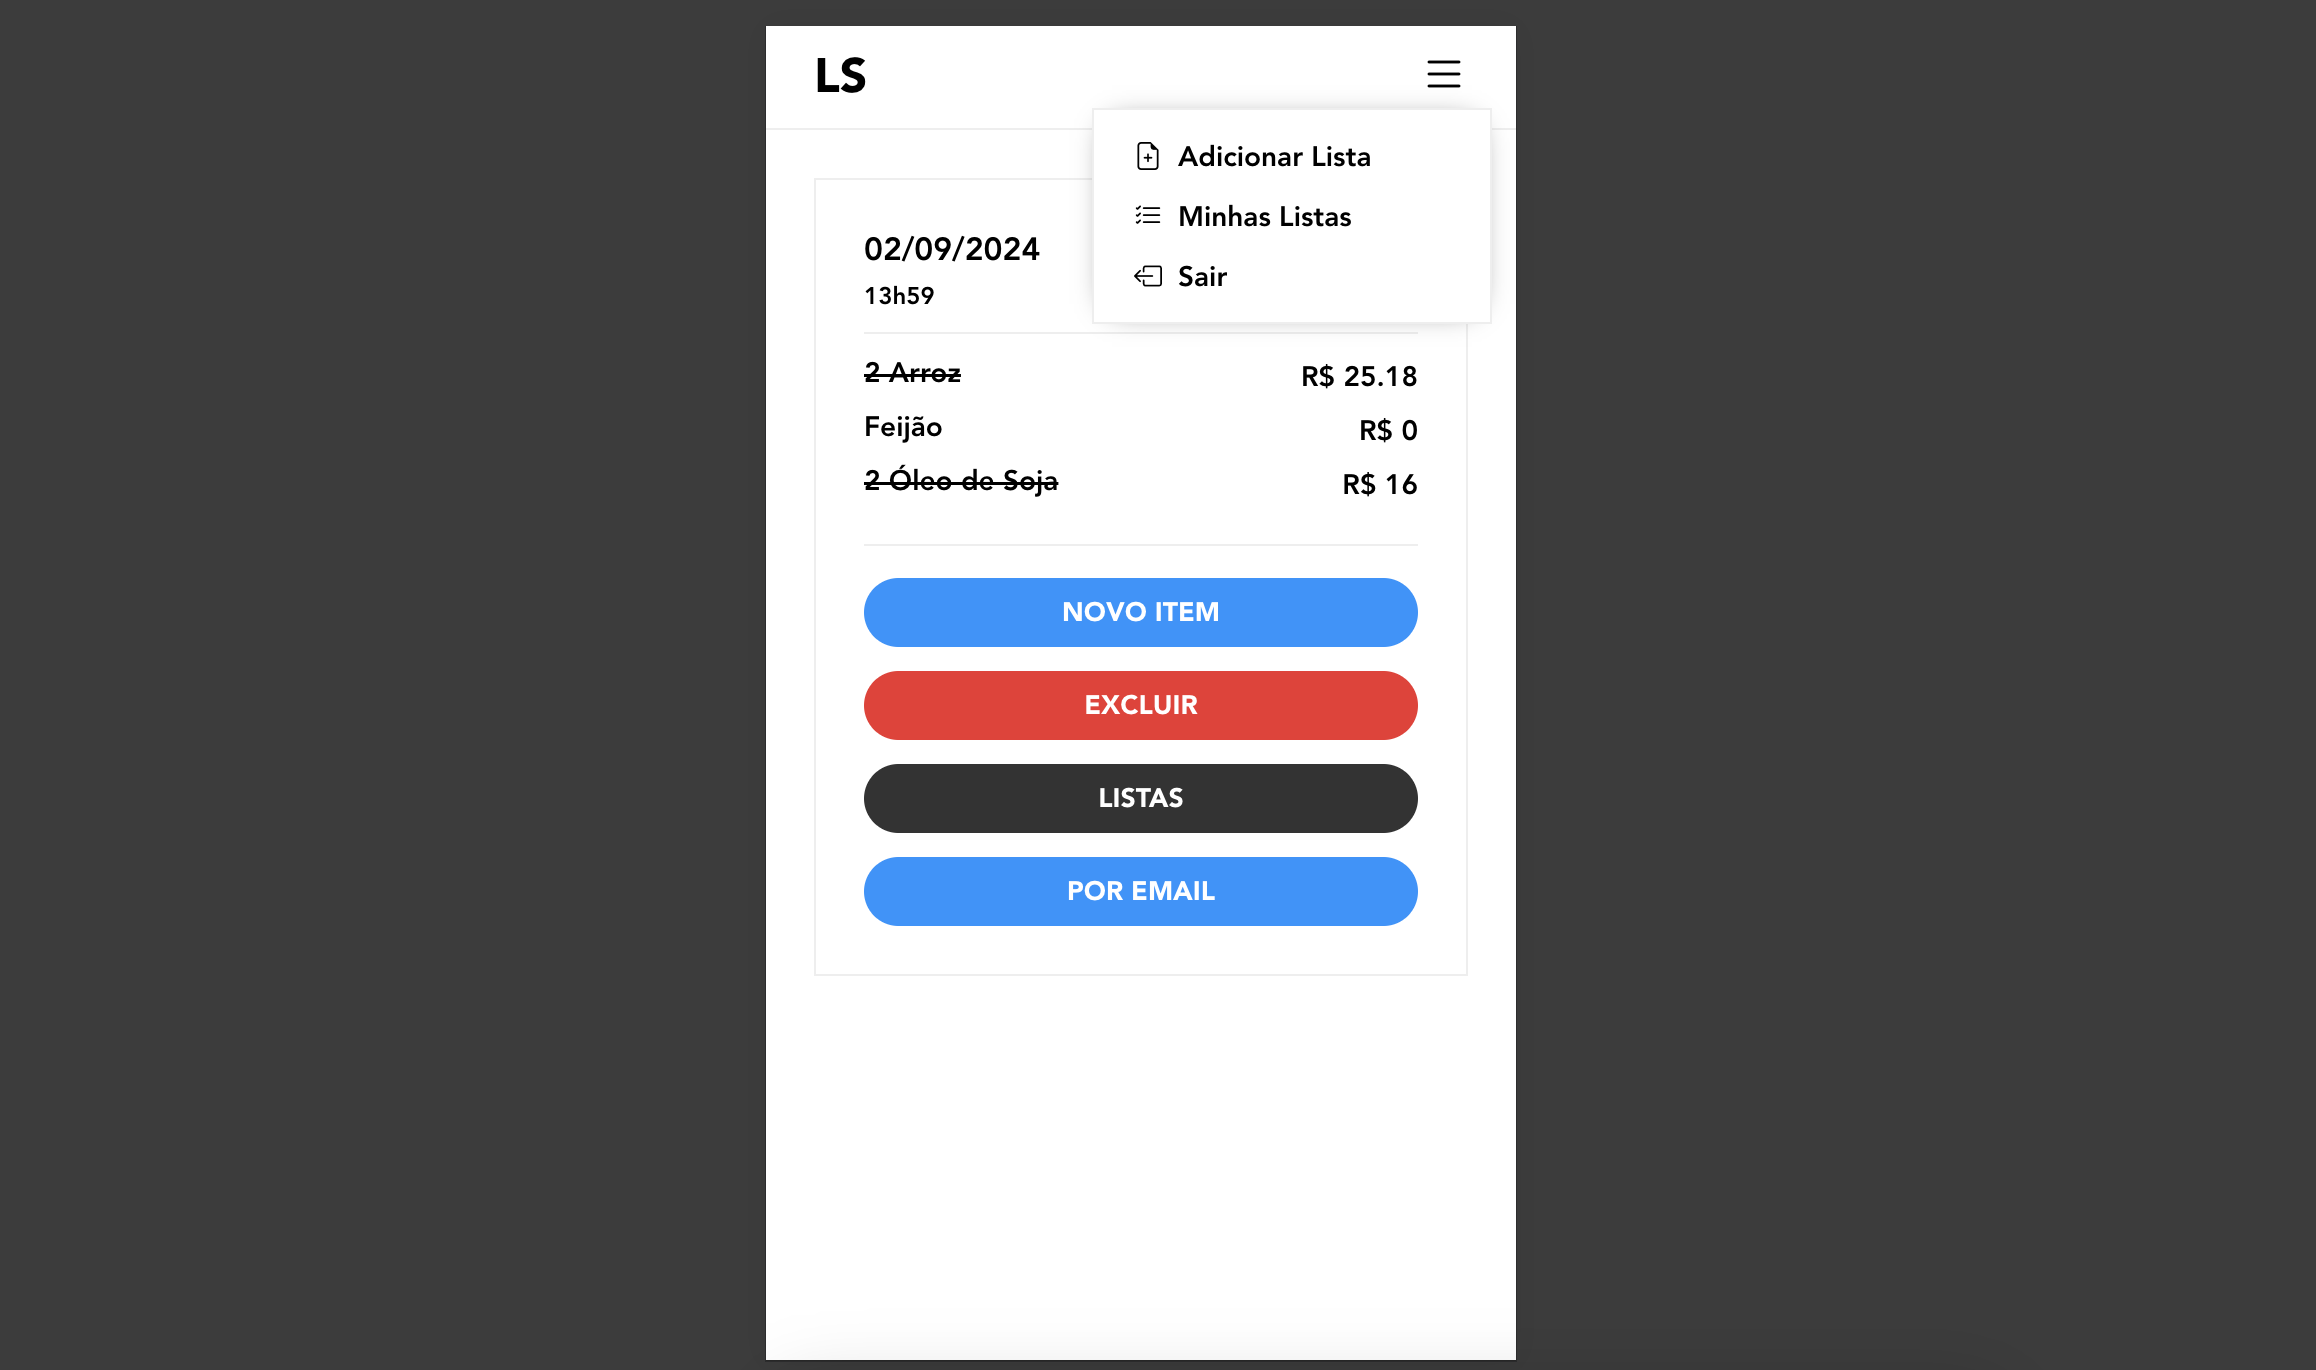 LS
Adicionar Lista
Minhas Listas
Sair
02/09/2024
13h59
2 Arroz R$ 25.18
Feijão R$ 0
2 Óleo de Soja R$ 16
NOVO ITEM
EXCLUIR
LISTAS
POR EMAIL